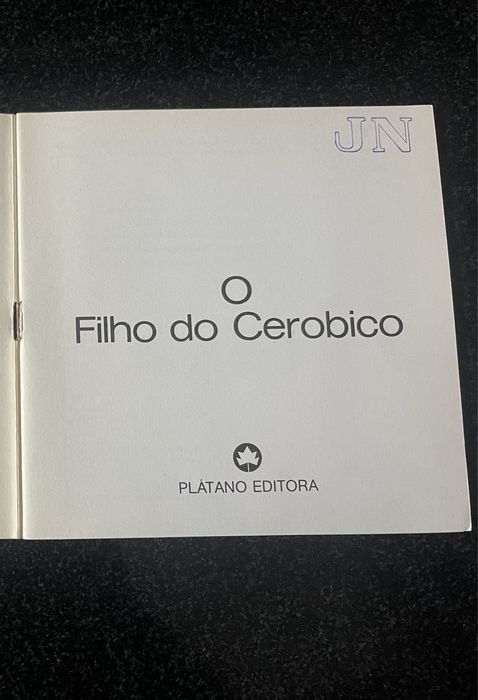 JN
O
Filho do Cerobico
PLÁTANO EDITORA